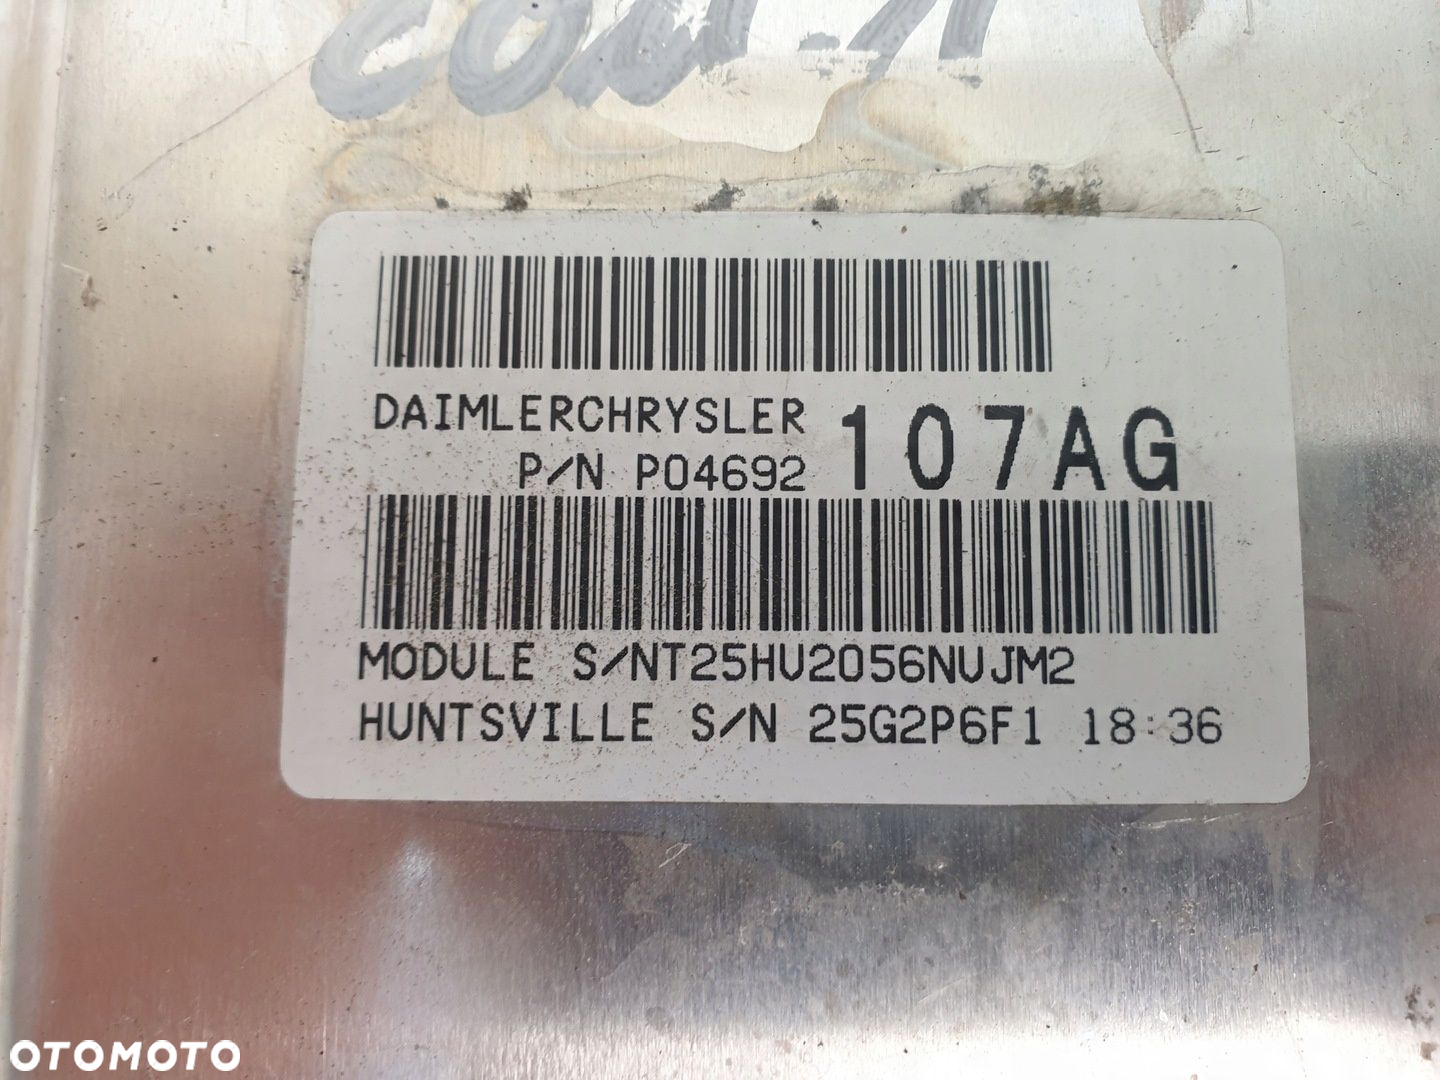 DAIMLERCHRYSLER
P/N P04692 107AG
MODULE S/NT25HU2056NUJM2
HUNTSVILLE S/N 25G2P6F1 18:36
OTOMOTO